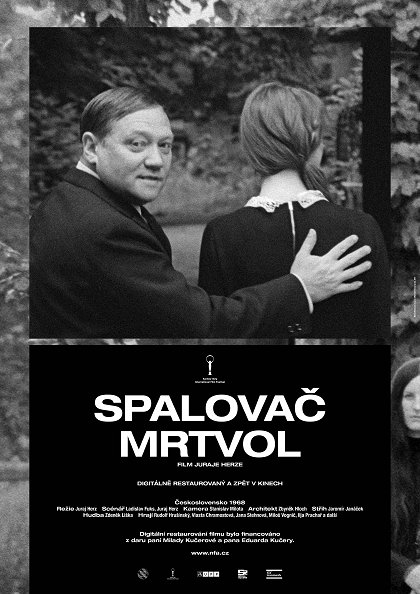 SPALOVAČ
MRTVOL
FILM JURAJE HERZE
DIGITÁLNĚ RESTAUROVANÝ A ZPĚT V KINECH
Československo 1968
Režie Juraj Herz Scénář Ladislav Fuks, Juraj Herz Kamera Stanislav Milota Architekt Zbyněk Hloch Střih Jaromír Janáček
Hudba Zdeněk Liška Hrají Rudolf Hrušínský, Vlasta Chramostová, Jana Stehnová, Miloš Vognič, Ilja Prachař a další
Digitální restaurování filmu bylo financováno
z daru paní Milady Kučerové a pana Eduarda Kučery.
www.nfa.cz